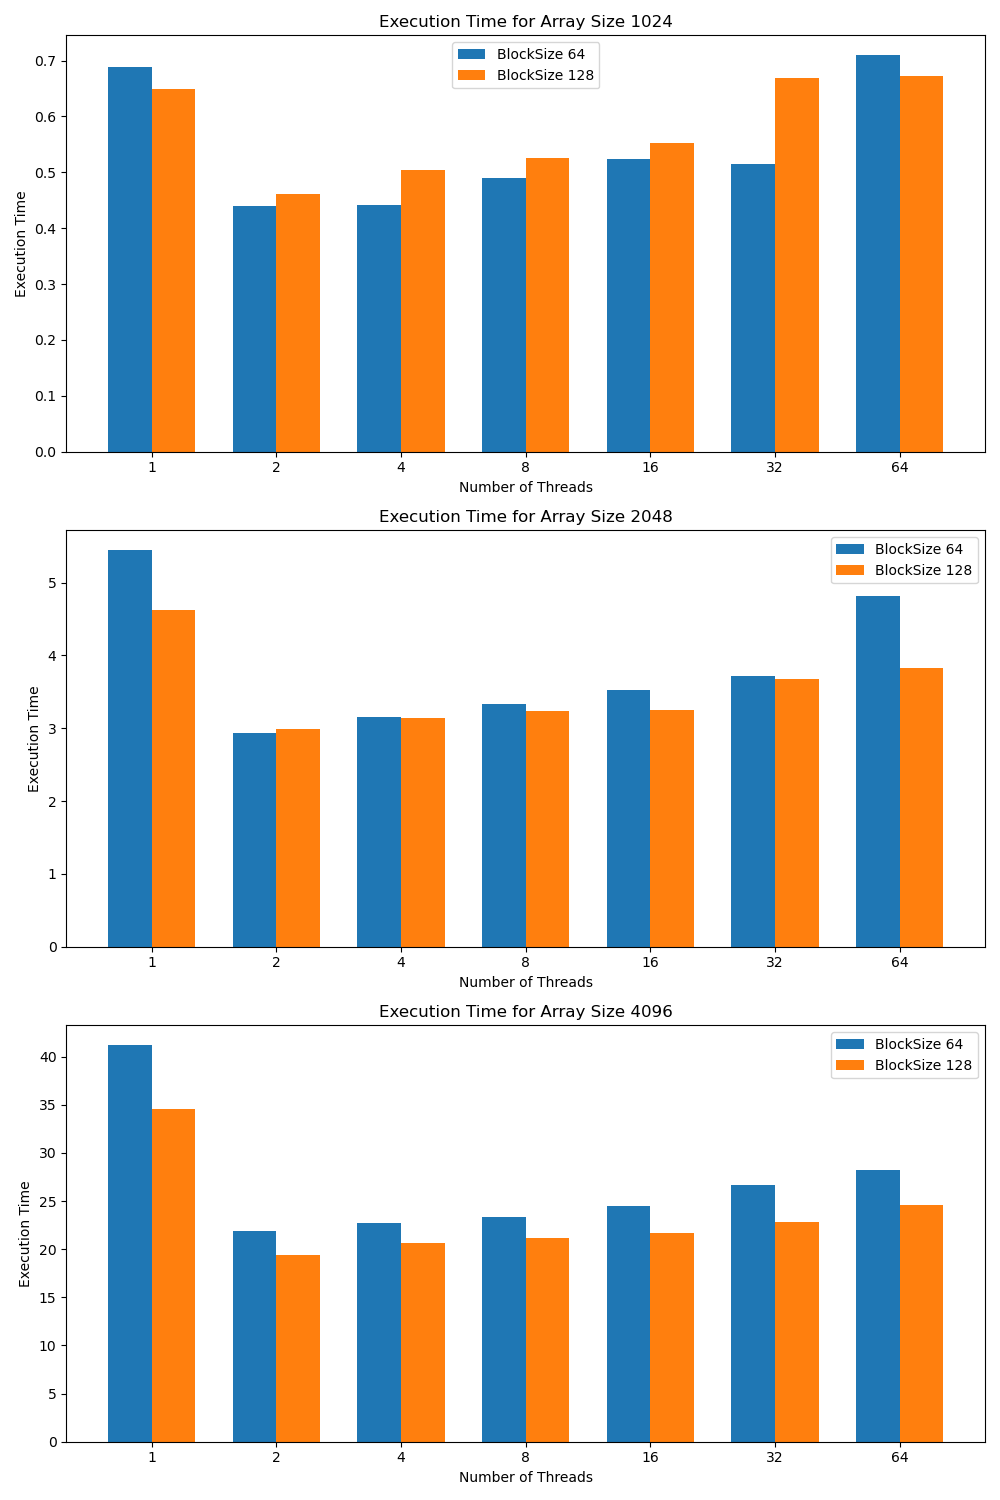 Execution Time for Array Size 1024
BlockSize 64
BlockSize 128
Execution Time
0.7
0.6
0.5
0.4
0.3
0.2
0.1
0.0
1 2 4 8 16 32 64
Number of Threads
Execution Time for Array Size 2048
BlockSize 64
BlockSize 128
Execution Time
5
4
3
2
1
0
1 2 4 8 16 32 64
Number of Threads
Execution Time for Array Size 4096
BlockSize 64
BlockSize 128
Execution Time
40
35
30
25
20
15
10
5
0
1 2 4 8 16 32 64
Number of Threads